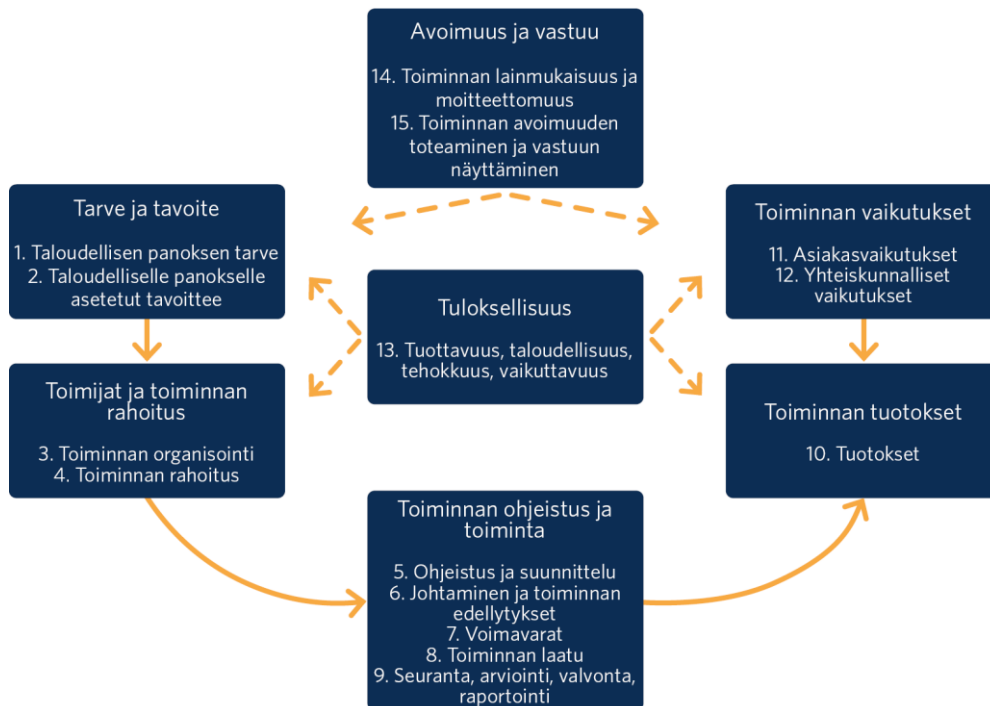 Avoimuus ja vastuu
14. Toiminnan lainmukaisuus ja
moitteettomuus
15. Toiminnan avoimuuden
toteaminen ja vastuun
näyttäminen
Tarve ja tavoite
1. Taloudellisen panoksen tarve
2. Taloudelliselle panokselle
asetetut tavoittee
Toiminnan vaikutukset
11. Asiakasvaikutukset
12. Yhteiskunnalliset
vaikutukset
Tuloksellisuus
13. Tuottavuus, taloudellisuus,
tehokkuus, vaikuttavuus
Toimijat ja toiminnan
rahoitus
3. Toiminnan organisointi
4. Toiminnan rahoitus
Toiminnan tuotokset
10. Tuotokset
Toiminnan ohjeistus ja
toiminta
5. Ohjeistus ja suunnittelu
6. Johtaminen ja toiminnan
edellytykset
7. Voimavarat
8. Toiminnan laatu
9. Seuranta, arviointi, valvonta,
raportointi